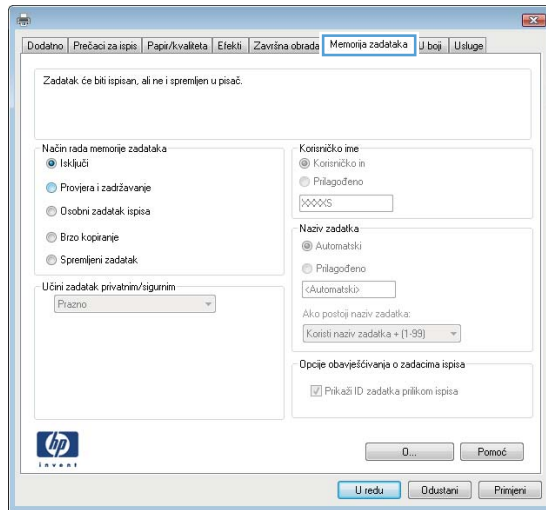 Dodatno Prečaci za ispis Papir/kvaliteta Efekti Završna obrada Memorija zadataka U boji Usluge
Zadatak će biti ispisan, ali ne i spremljen u pisač.
Način rada memorije zadataka
Isključi
Provjera i zadržavanje
Osobni zadatak ispisa
Brzo kopiranje
Spremljeni zadatak
Učini zadatak privatnim/sigurnim
Prazno
Korisničko ime
Korisničko in
Prilagođeno
XXXXS
Naziv zadatka
Automatski
Prilagođeno
<Automatski>
Ako postoji naziv zadatka:
Koristi naziv zadatka + (1-99)
Opcije obavješćivanja o zadacima ispisa
Prikaži ID zadatka prilikom ispisa
hp
invent
O... Pomoć
U redu Odustani Primjeni